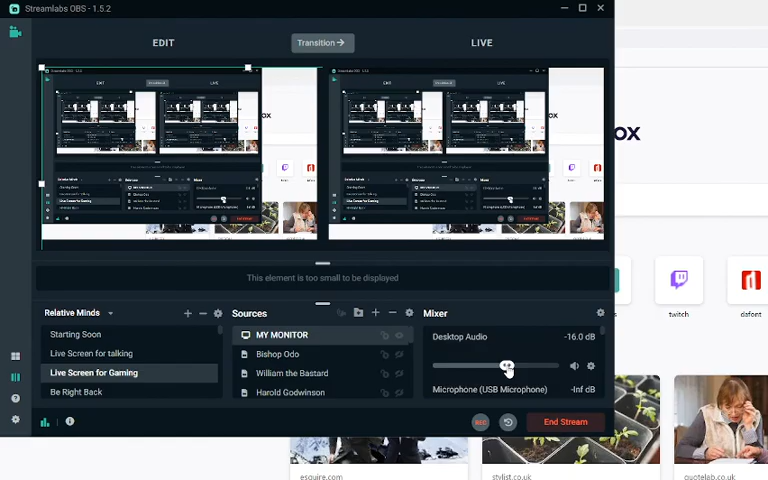 Streamlabs OBS - 1.5.2
EDIT
Transition
LIVE
ox
This element is too small to be displayed
Relative Minds
Sources
Mixer
Starting Soon
Live Screen for talking
Live Screen for Gaming
Be Right Back
MY MONITOR
Bishop Odo
William the Bastard
Harold Godwinson
Desktop Audio
-16.0 dB
Microphone (USB Microphone)
-Inf dB
REC
End Stream
twitch
dafont
esquire.com
stylist.co.uk
quotelab.co.uk